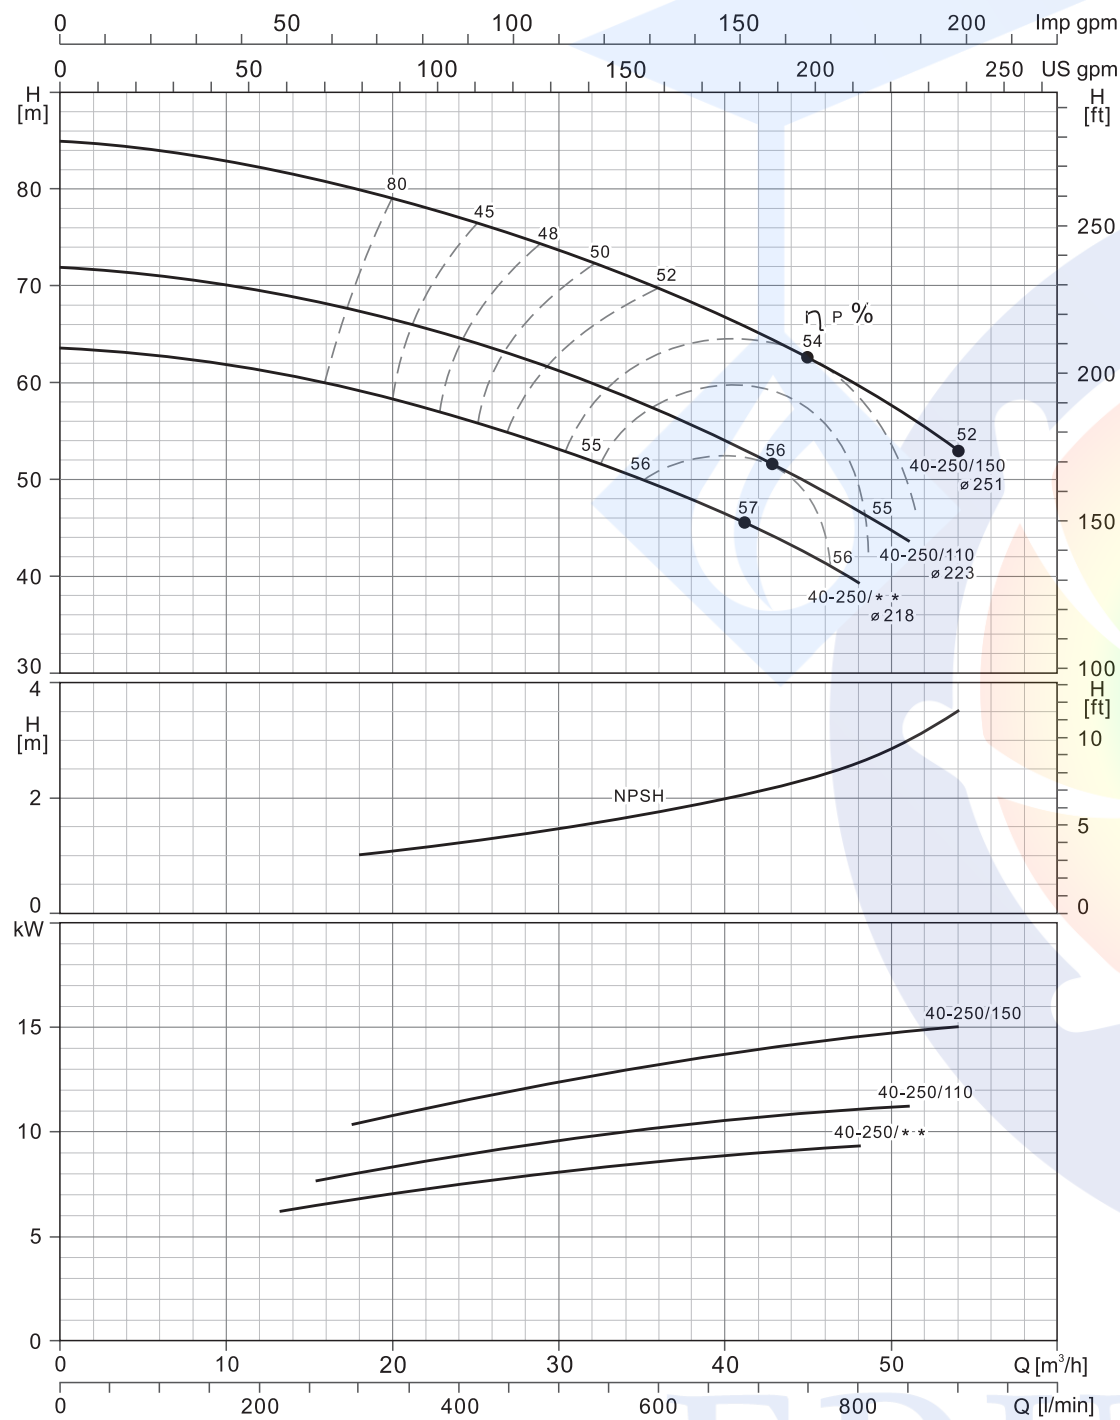 0 50 100 150 200 Imp gpm
0 50 100 150 200 250 US gpm
H
[m]
H
[ft]
80
80
45
48
250
50
70
52
η P %
54
60
200
52
55
56
56
40-250/150
ø 251
50
57
55
150
56
40-250/110
ø 223
40
40-250/* *
ø 218
30
100
4
H
[m]
H
[ft]
10
2
NPSH
5
0
0
kW
15
40-250/150
40-250/110
10
40-250/* *
5
0
0 10 20 30 40 50 Q [m³/h]
0 200 400 600 800 Q [l/min]